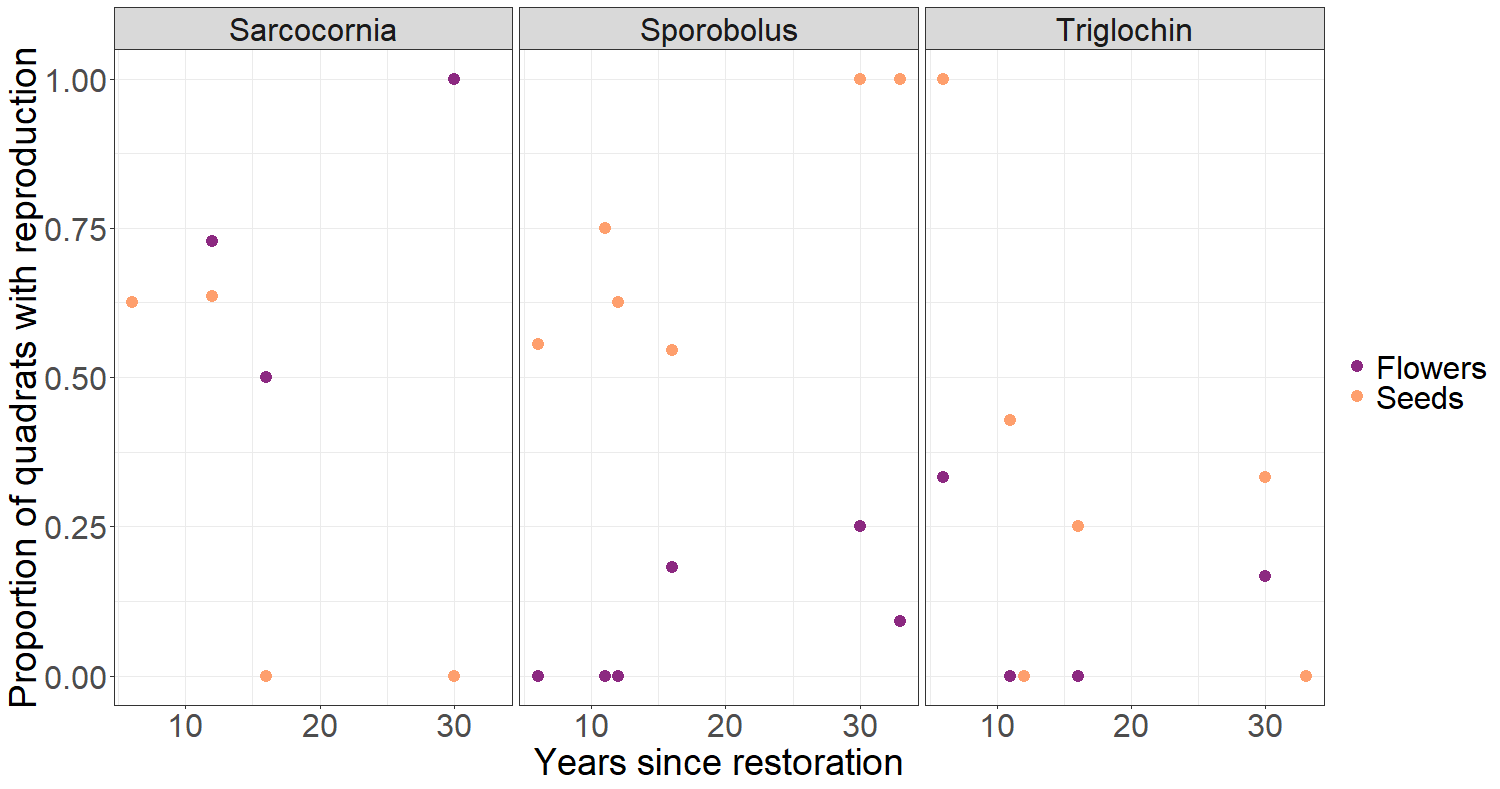 Sarcocornia Sporobolus Triglochin
Proportion of quadrats with reproduction
1.00
0.75
0.50
0.25
0.00
10 20 30 10 20 30 10 20 30
Years since restoration
Flowers
Seeds